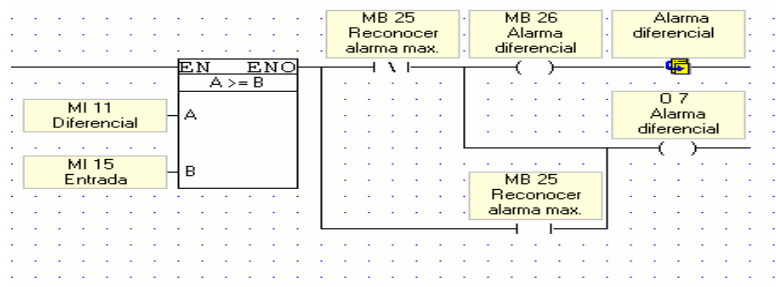 MB 25
Reconocer
alarma max.
MB 26
Alarma
diferencial
Alarma
diferencial
EN ENO
A >= B
MI 11
Diferencial
A
O 7
Alarma
diferencial
MI 15
Entrada
B
MB 25
Reconocer
alarma max.